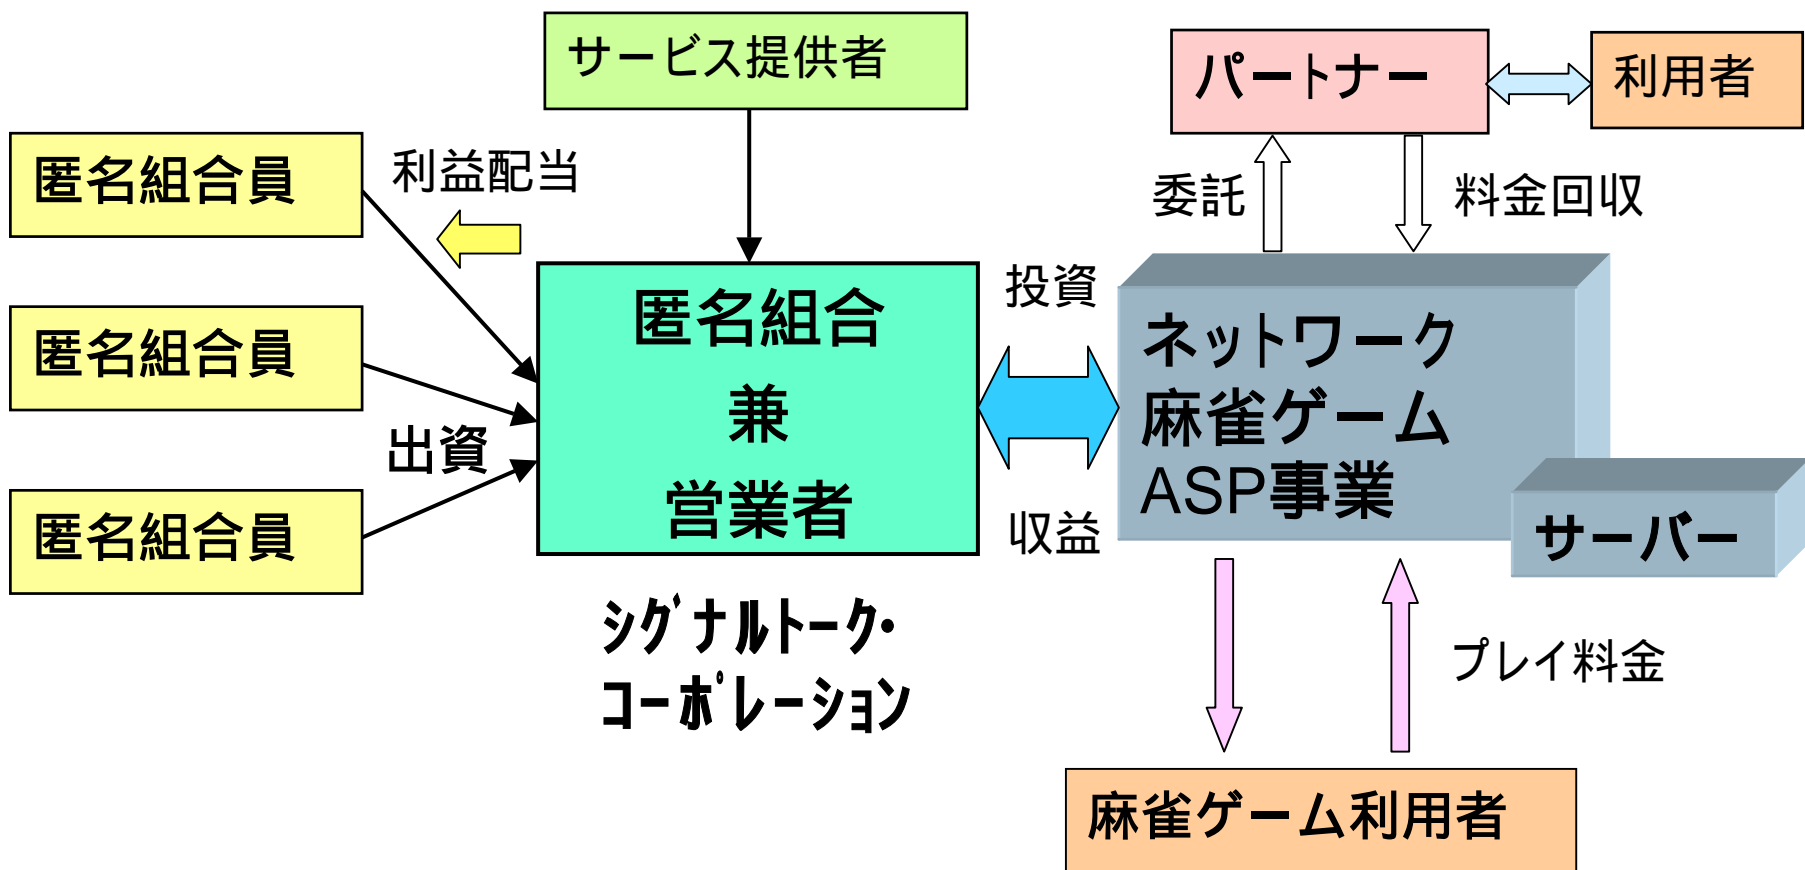 サービス提供者
パートナー
利用者
匿名組合員
利益配当
委託
料金回収
匿名組合
兼
営業者
投資
ネットワーク
麻雀ゲーム
ASP事業
匿名組合員
出資
収益
サーバー
匿名組合員
シグナルトーク・
コーポレーション
プレイ料金
麻雀ゲーム利用者